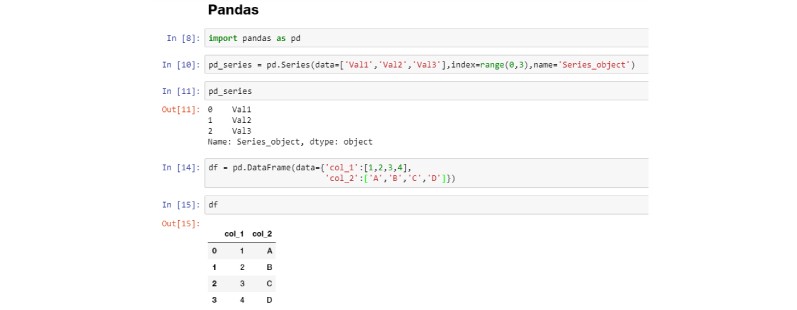 Pandas
In [8]: import pandas as pd
In [10]: pd_series = pd.Series(data=['Val1','Val2','Val3'],index=range(0,3),name='Series_object')
In [11]: pd_series
Out[11]: 0    Val1
1    Val2
2    Val3
Name: Series_object, dtype: object
In [14]: df = pd.DataFrame(data={'col_1':[1,2,3,4],
'col_2':['A','B','C','D']})
In [15]: df
Out[15]:
col_1 col_2
0 1 A
1 2 B
2 3 C
3 4 D